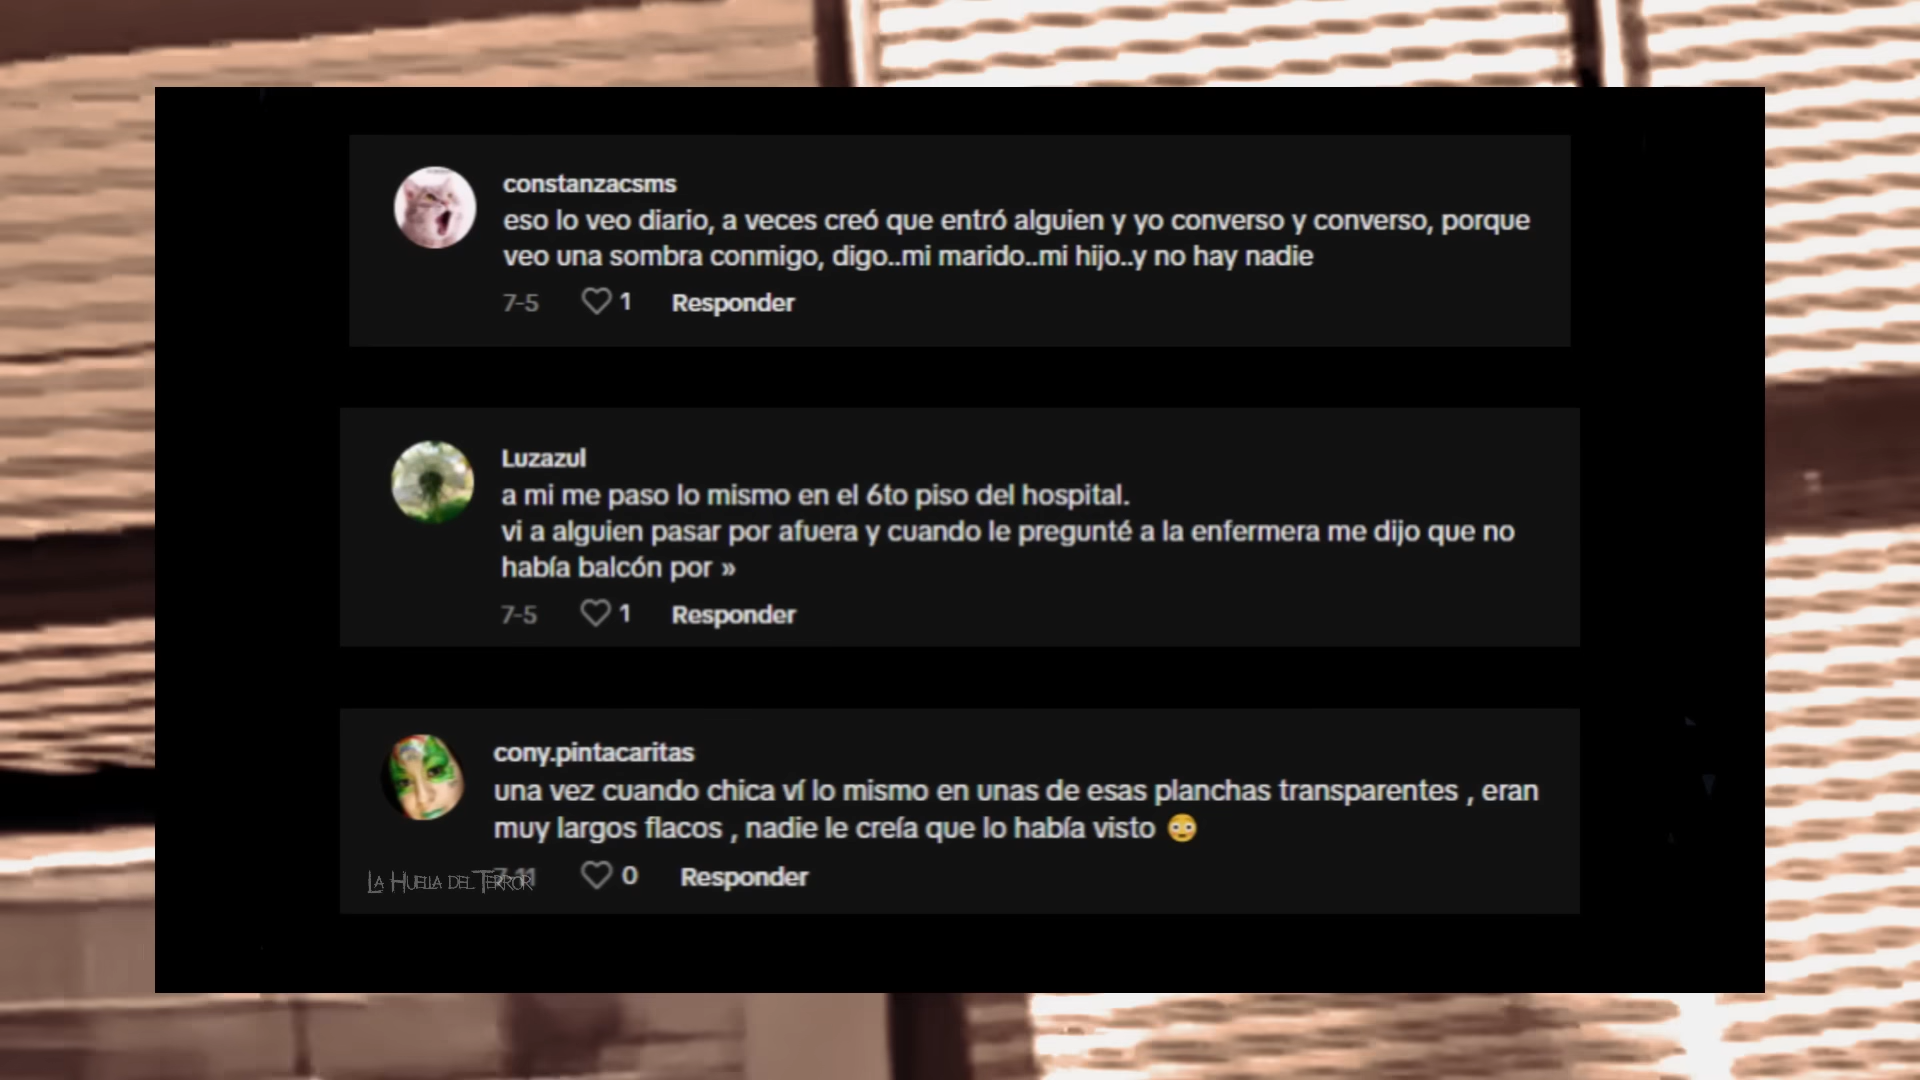 constanzacsms
eso lo veo diario, a veces creó que entró alguien y yo converso y converso, porque
veo una sombra conmigo, digo..mi marido..mi hijo..y no hay nadie
7-5 1 Responder
Luzazul
a mi me paso lo mismo en el 6to piso del hospital.
vi a alguien pasar por afuera y cuando le pregunté a la enfermera me dijo que no
había balcón por »
7-5 1 Responder
cony.pintacaritas
una vez cuando chica ví lo mismo en unas de esas planchas transparentes , eran
muy largos flacos , nadie le creía que lo había visto 😳
7-11 0 Responder
La Huella del Terror